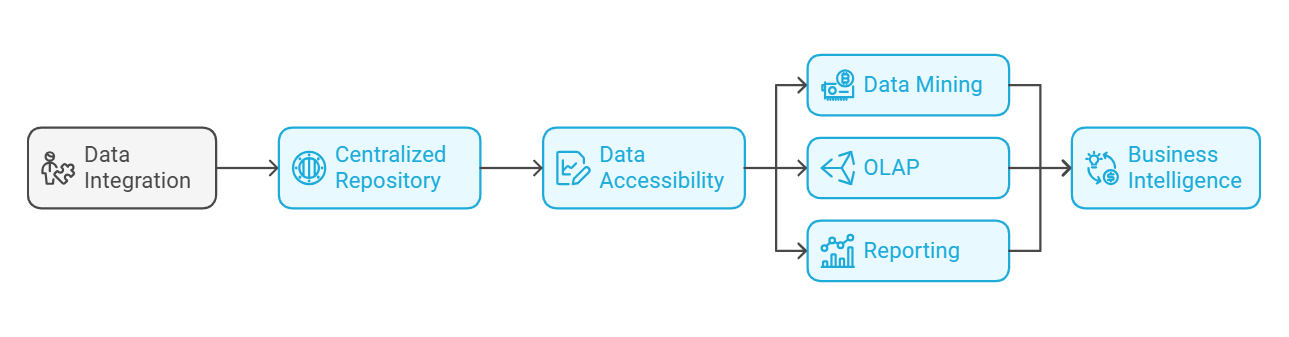 Data
Integration
Centralized
Repository
Data
Accessibility
Data Mining
OLAP
Reporting
Business
Intelligence